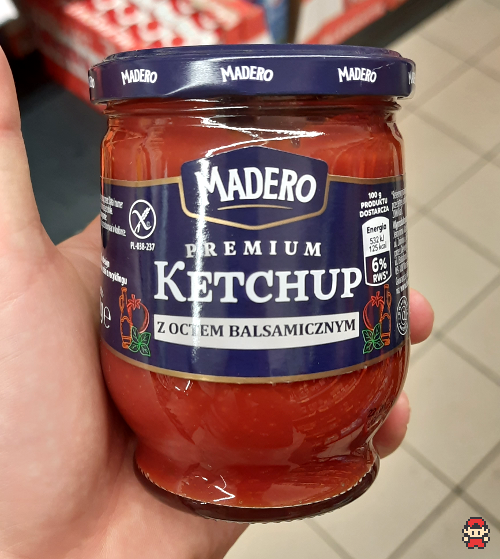 MADERO MADERO MADERO
MADERO
PREMIUM
KETCHUP
Z OCTEM BALSAMICZNYM
PL-038-237
100 g
PRODUKTU
DOSTARCZA
Energia
532 kJ
125 kcal
6%
RWS*